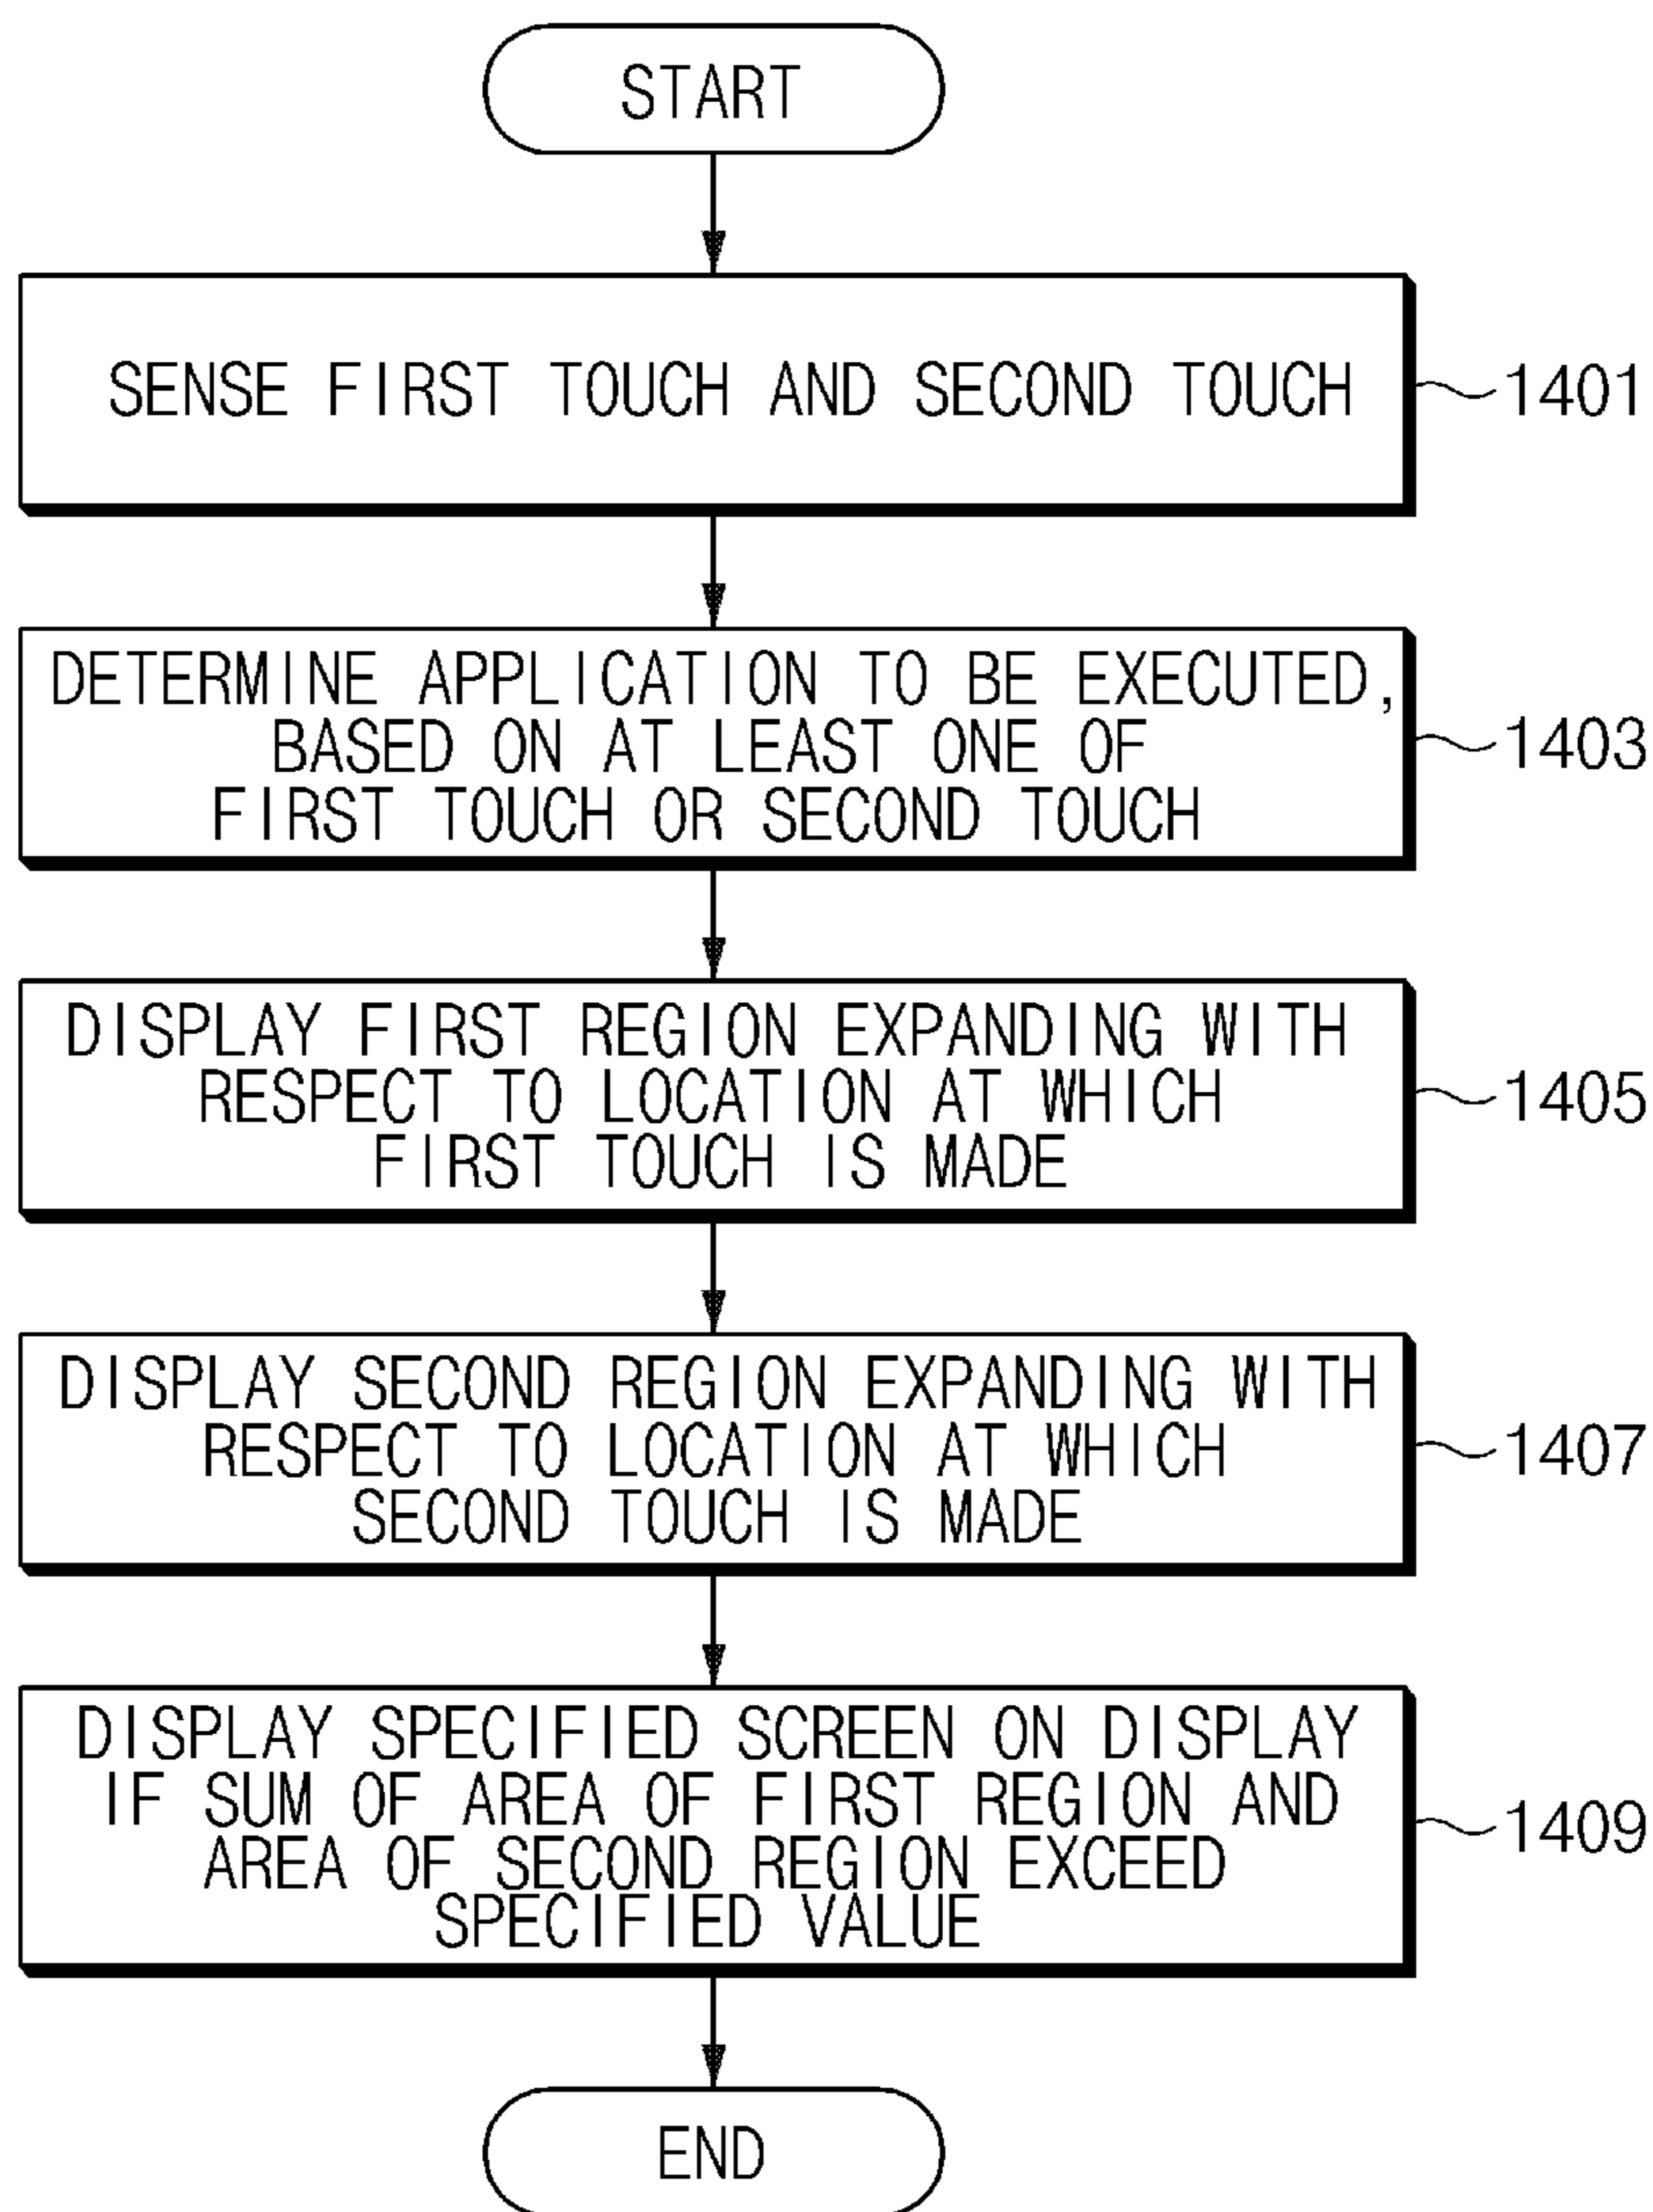 START
SENSE FIRST TOUCH AND SECOND TOUCH
1401
DETERMINE APPLICATION TO BE EXECUTED,
BASED ON AT LEAST ONE OF
FIRST TOUCH OR SECOND TOUCH
1403
DISPLAY FIRST REGION EXPANDING WITH
RESPECT TO LOCATION AT WHICH
FIRST TOUCH IS MADE
1405
DISPLAY SECOND REGION EXPANDING WITH
RESPECT TO LOCATION AT WHICH
SECOND TOUCH IS MADE
1407
DISPLAY SPECIFIED SCREEN ON DISPLAY
IF SUM OF AREA OF FIRST REGION AND
AREA OF SECOND REGION EXCEED
SPECIFIED VALUE
1409
END